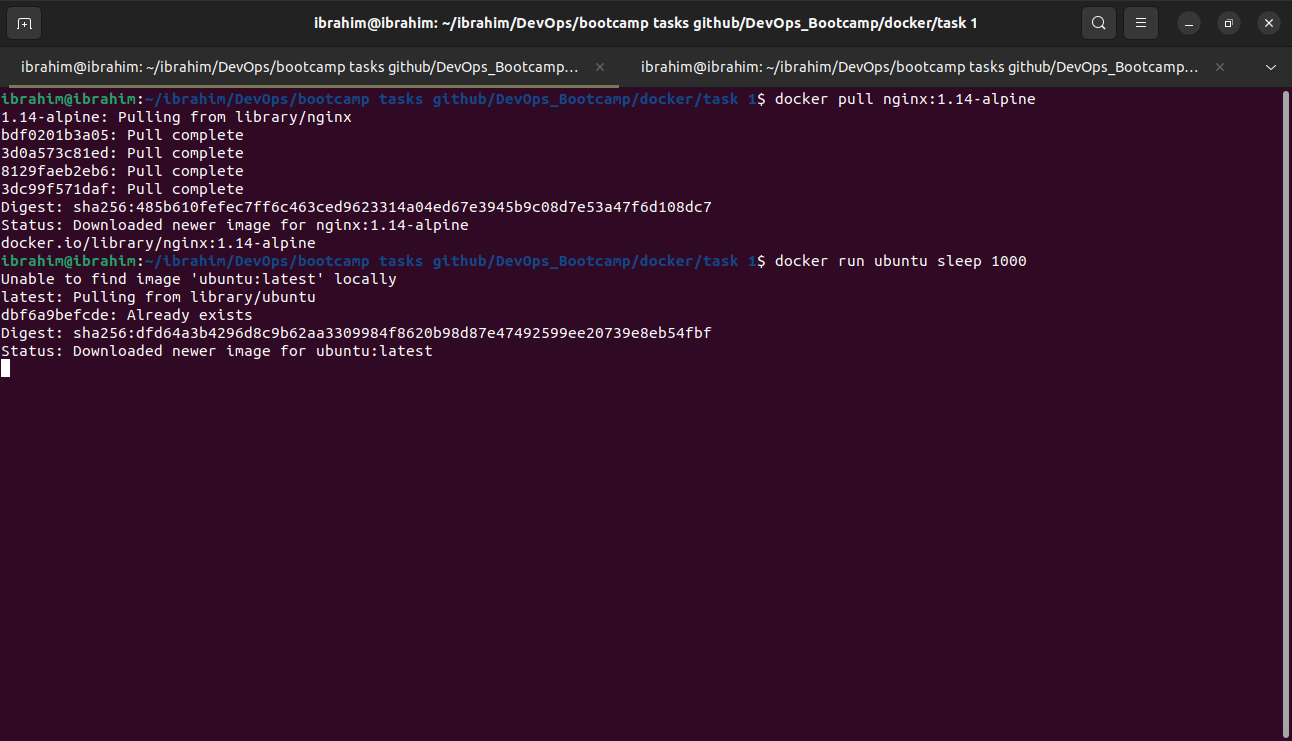 ibrahim@ibrahim: ~/ibrahim/DevOps/bootcamp tasks github/DevOps_Bootcamp/docker/task 1
ibrahim@ibrahim: ~/ibrahim/DevOps/bootcamp tasks github/DevOps_Bootcamp...
ibrahim@ibrahim: ~/ibrahim/DevOps/bootcamp tasks github/DevOps_Bootcamp...
ibrahim@ibrahim:~/ibrahim/DevOps/bootcamp tasks github/DevOps_Bootcamp/docker/task 1$ docker pull nginx:1.14-alpine
1.14-alpine: Pulling from library/nginx
bdf0201b3a05: Pull complete
3d0a573c81ed: Pull complete
8129faeb2eb6: Pull complete
3dc99f571daf: Pull complete
Digest: sha256:485b610fefec7ff6c463ced9623314a04ed67e3945b9c08d7e53a47f6d108dc7
Status: Downloaded newer image for nginx:1.14-alpine
docker.io/library/nginx:1.14-alpine
ibrahim@ibrahim:~/ibrahim/DevOps/bootcamp tasks github/DevOps_Bootcamp/docker/task 1$ docker run ubuntu sleep 1000
Unable to find image 'ubuntu:latest' locally
latest: Pulling from library/ubuntu
dbf6a9befcde: Already exists
Digest: sha256:dfd64a3b4296d8c9b62aa3309984f8620b98d87e47492599ee20739e8eb54fbf
Status: Downloaded newer image for ubuntu:latest